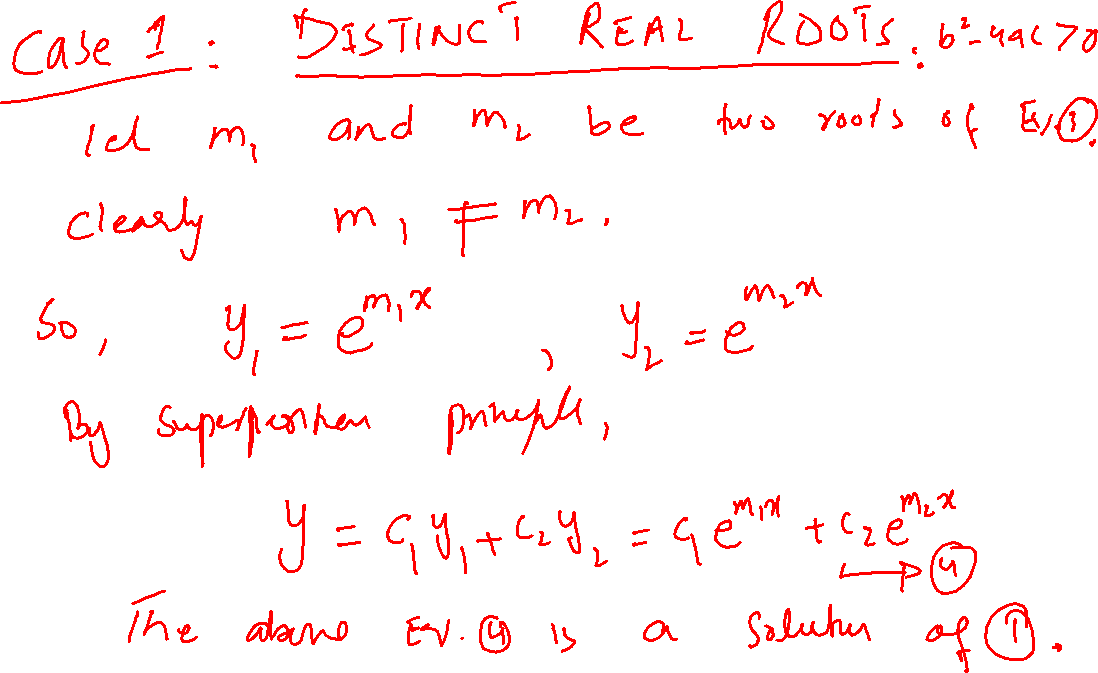 Case 1 : DISTINCT REAL ROOTS. b²-4ac>0
let m₁ and m₂ be two roots of Eq. ③.
clearly m₁ ≠ m₂.
So, y₁ = e^{m₁x} , y₂ = e^{m₂x}
By superposition principle,
y = c₁y₁ + c₂y₂ = c₁e^{m₁x} + c₂e^{m₂x}
→ ④
The above Eq. ④ is a solution of ①.